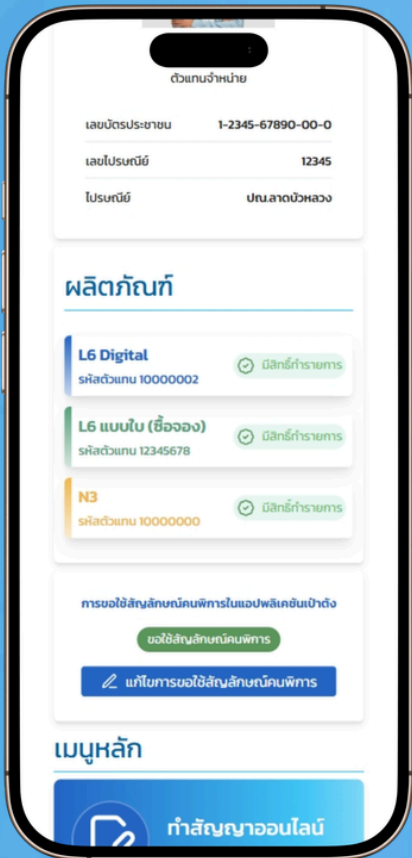 ตัวแทนจำหน่าย
เลขบัตรประชาชน 1-2345-67890-00-0
เลขไปรษณีย์ 12345
ไปรษณีย์ ปณ.ลาดบัวหลวง
ผลิตภัณฑ์
L6 Digital
รหัสตัวแทน 10000002
มีสิทธิ์ทำรายการ
L6 แบบใบ (ซื้อจอง)
รหัสตัวแทน 12345678
มีสิทธิ์ทำรายการ
N3
รหัสตัวแทน 10000000
มีสิทธิ์ทำรายการ
การขอใช้สัญลักษณ์คนพิการในแอปพลิเคชันเป๋าตัง
ขอใช้สัญลักษณ์คนพิการ
แก้ไขการขอใช้สัญลักษณ์คนพิการ
เมนูหลัก
ทำสัญญาออนไลน์